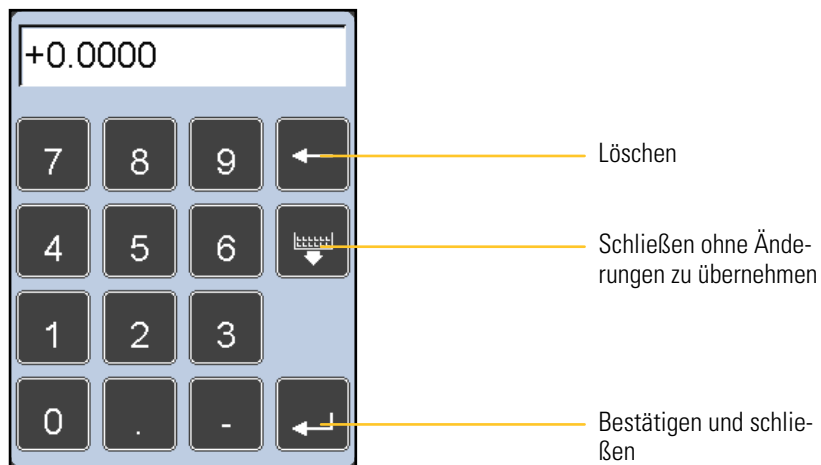 +0.0000
7 8 9
Löschen
4 5 6
Schließen ohne Ände-
rungen zu übernehmen
1 2 3
0 . -
Bestätigen und schlie-
ßen